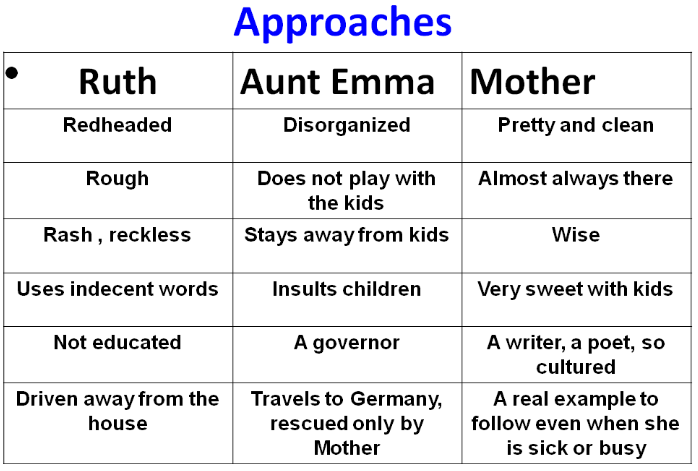 Approaches
• Ruth Aunt Emma Mother
Redheaded Disorganized Pretty and clean
Rough Does not play with the kids Almost always there
Rash , reckless Stays away from kids Wise
Uses indecent words Insults children Very sweet with kids
Not educated A governor A writer, a poet, so cultured
Driven away from the house Travels to Germany, rescued only by Mother A real example to follow even when she is sick or busy